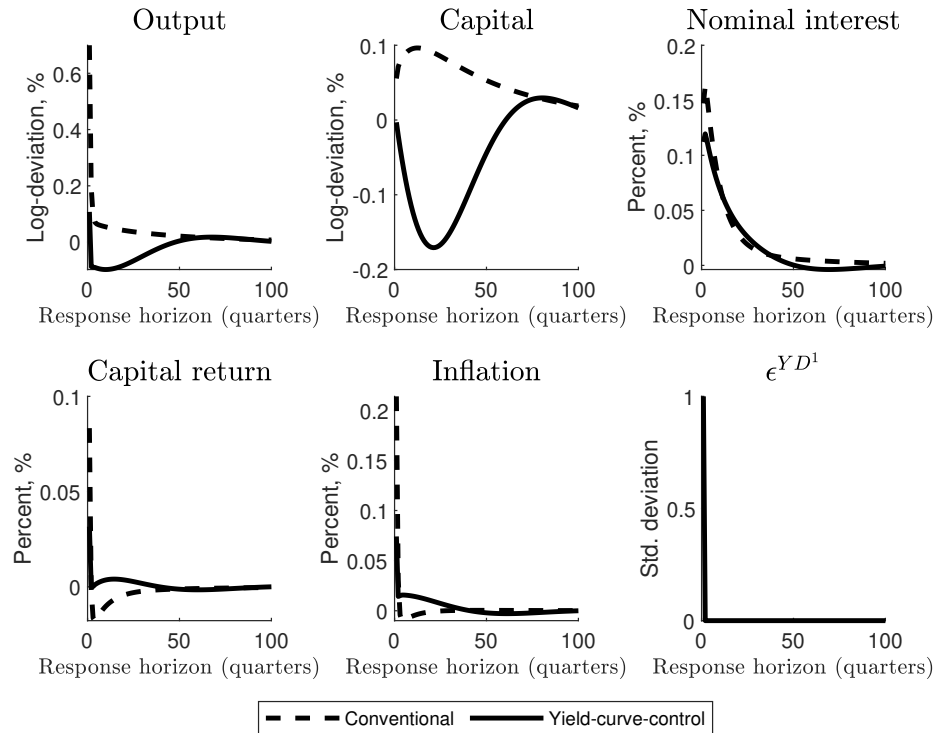 Output
Log-deviation, %
0.6
0.4
0.2
0
0 50 100
Response horizon (quarters)
Capital
Log-deviation, %
0.1
0
-0.1
-0.2
0 50 100
Response horizon (quarters)
Nominal interest
Percent, %
0.2
0.15
0.1
0.05
0
0 50 100
Response horizon (quarters)
Capital return
Percent, %
0.1
0.05
0
0 50 100
Response horizon (quarters)
Inflation
Percent, %
0.2
0.15
0.1
0.05
0
0 50 100
Response horizon (quarters)
ϵ^{YD^1}
Std. deviation
1
0.5
0
0 50 100
Response horizon (quarters)
Conventional Yield-curve-control